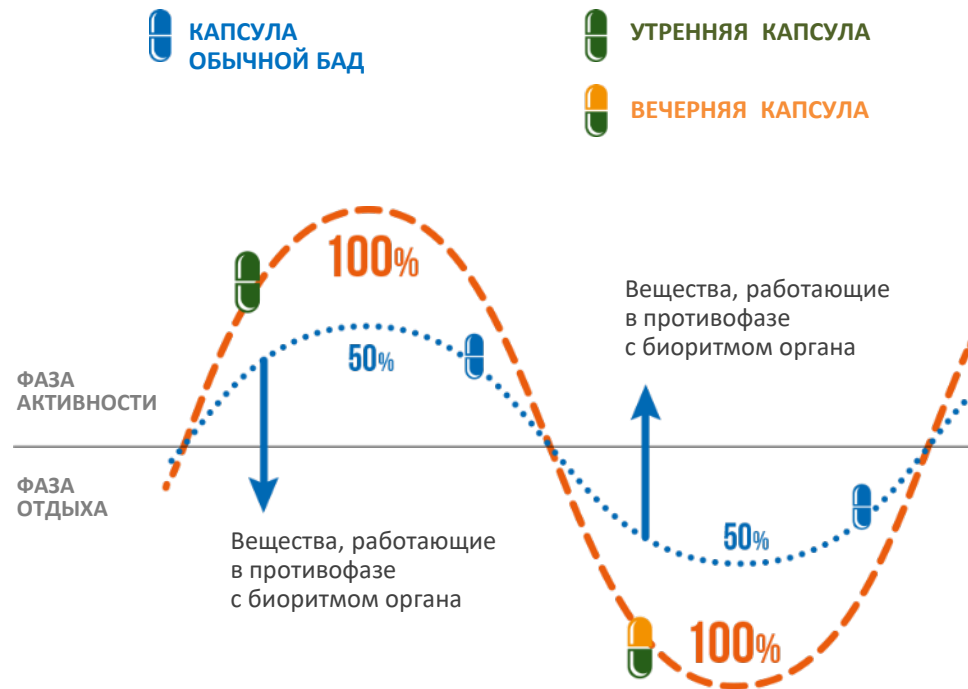 КАПСУЛА
ОБЫЧНОЙ БАД
УТРЕННЯЯ КАПСУЛА
ВЕЧЕРНЯЯ КАПСУЛА
100%
50%
Вещества, работающие
в противофазе
с биоритмом органа
ФАЗА
АКТИВНОСТИ
ФАЗА
ОТДЫХА
Вещества, работающие
в противофазе
с биоритмом органа
50%
100%